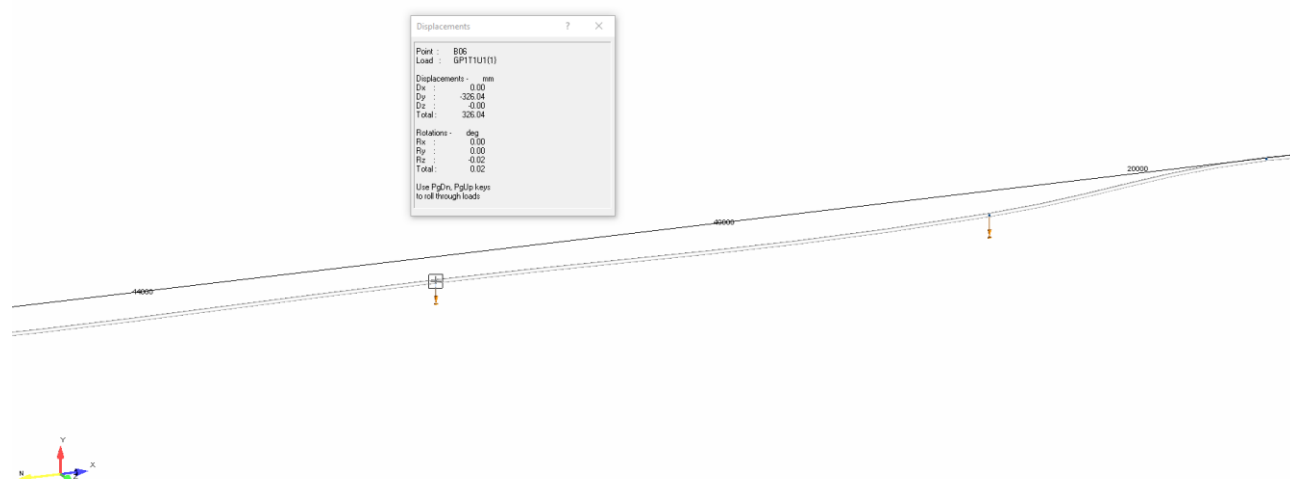 Displacements ? ×
Point : B06
Load : GP1T1U1(1)
Displacements - mm
Dx : 0.00
Dy : -326.04
Dz : -0.00
Total : 326.04
Rotations - deg
Rx : 0.00
Ry : 0.00
Rz : -0.02
Total : 0.02
Use PgDn, PgUp keys
to roll through loads
20000
44000
Y
X
Z
N